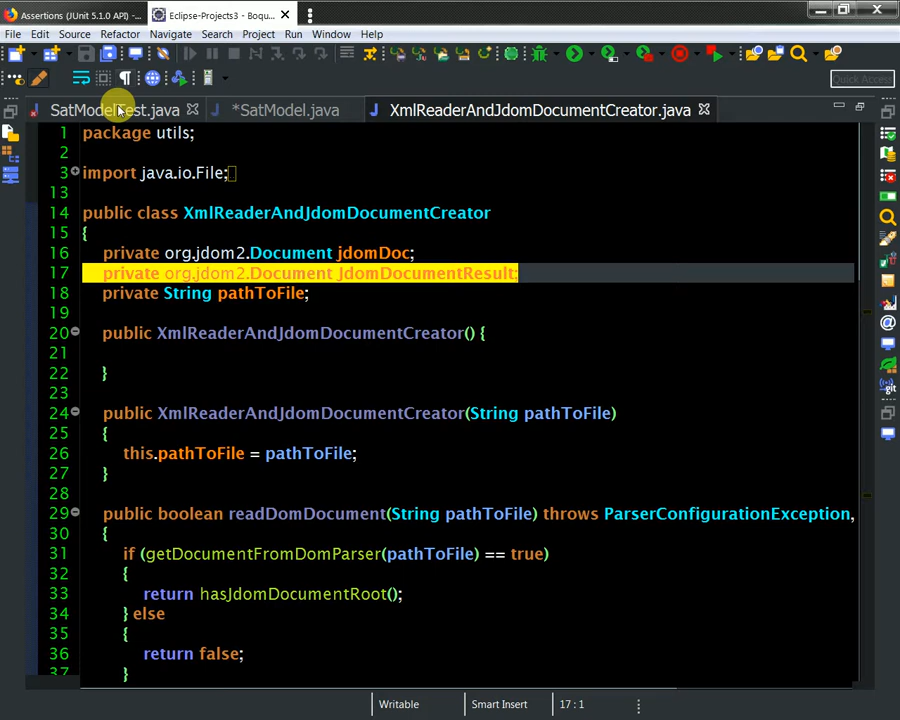 Assertions (JUnit 5.1.0 API) - ...
Eclipse-Projects3 - Boqu...
File Edit Source Refactor Navigate Search Project Run Window Help
Quick Access
SatModelTest.java
*SatModel.java
XmlReaderAndJdomDocumentCreator.java
1 package utils;
2
3 import java.io.File;
13
14 public class XmlReaderAndJdomDocumentCreator
15 {
16 private org.jdom2.Document jdomDoc;
17 private org.jdom2.Document JdomDocumentResult;
18 private String pathToFile;
19
20 public XmlReaderAndJdomDocumentCreator() {
21
22 }
23
24 public XmlReaderAndJdomDocumentCreator(String pathToFile)
25 {
26 this.pathToFile = pathToFile;
27 }
28
29 public boolean readDomDocument(String pathToFile) throws ParserConfigurationException,
30 {
31 if (getDocumentFromDomParser(pathToFile) == true)
32 {
33 return hasJdomDocumentRoot();
34 } else
35 {
36 return false;
37 }
Writable Smart Insert 17 : 1